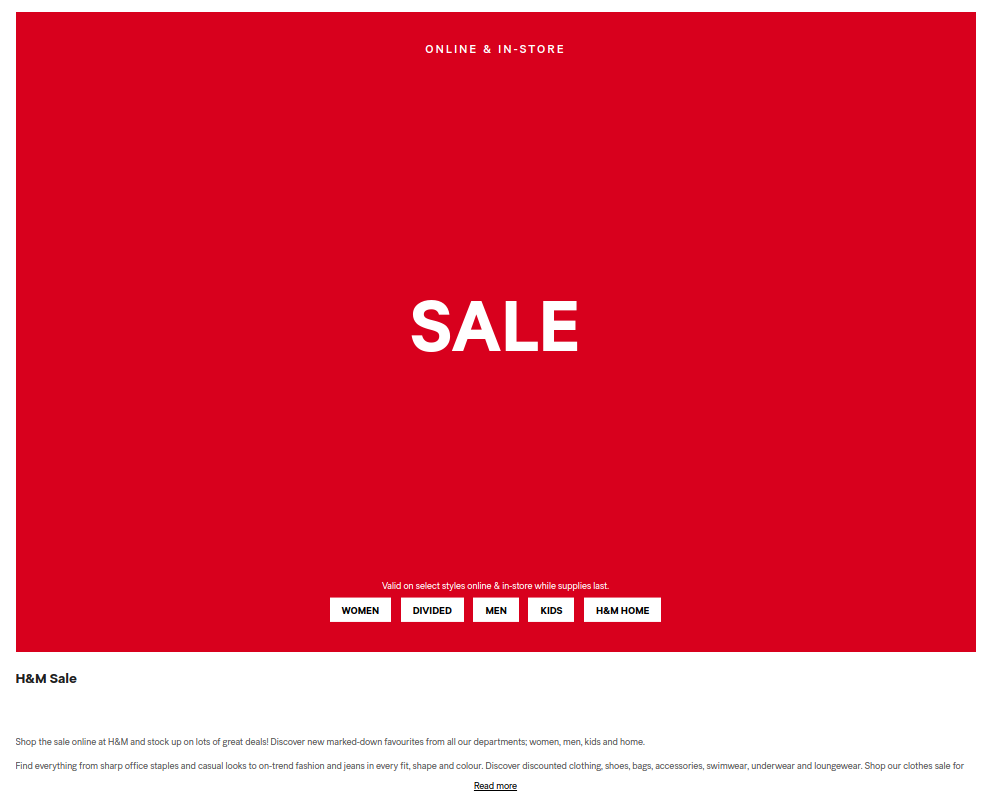 ONLINE & IN-STORE
SALE
Valid on select styles online & in-store while supplies last.
WOMEN DIVIDED MEN KIDS H&M HOME
H&M Sale
Shop the sale online at H&M and stock up on lots of great deals! Discover new marked-down favourites from all our departments; women, men, kids and home.
Find everything from sharp office staples and casual looks to on-trend fashion and jeans in every fit, shape and colour. Discover discounted clothing, shoes, bags, accessories, swimwear, underwear and loungewear. Shop our clothes sale for
Read more